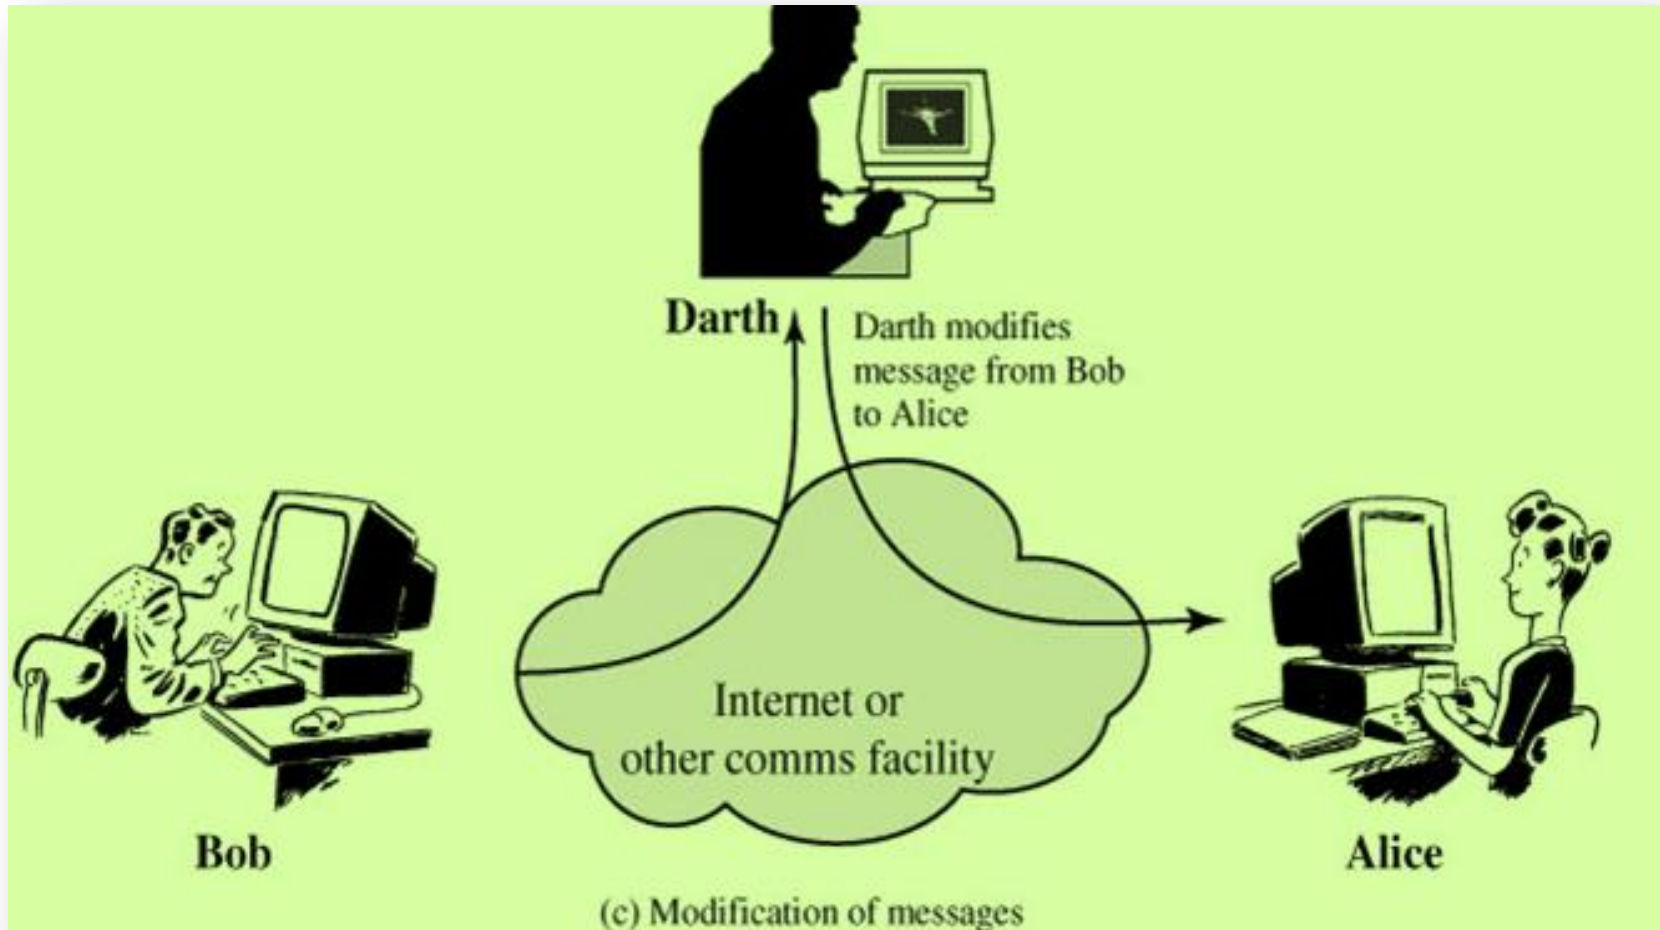 Darth
Darth modifies
message from Bob
to Alice
Internet or
other comms facility
Bob
Alice
(c) Modification of messages